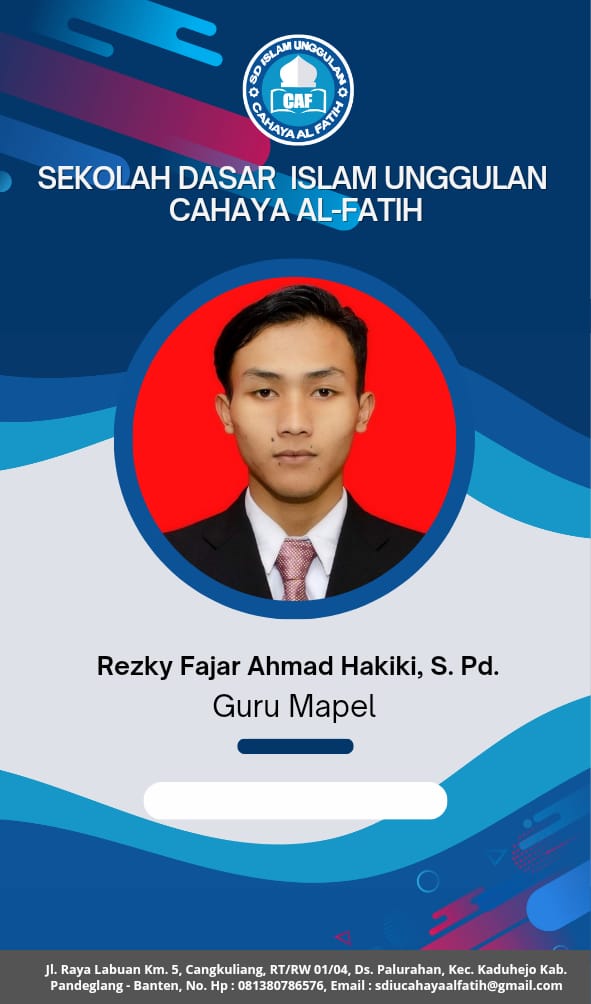 SD ISLAM UNGGULAN
CAF
CAHAYA AL FATIH
SEKOLAH DASAR ISLAM UNGGULAN
CAHAYA AL-FATIH
Rezky Fajar Ahmad Hakiki, S. Pd.
Guru Mapel
Jl. Raya Labuan Km. 5, Cangkuliang, RT/RW 01/04, Ds. Palurahan, Kec. Kaduhejo Kab.
Pandeglang - Banten, No. Hp : 081380786576, Email : sdiucahayaalfatih@gmail.com